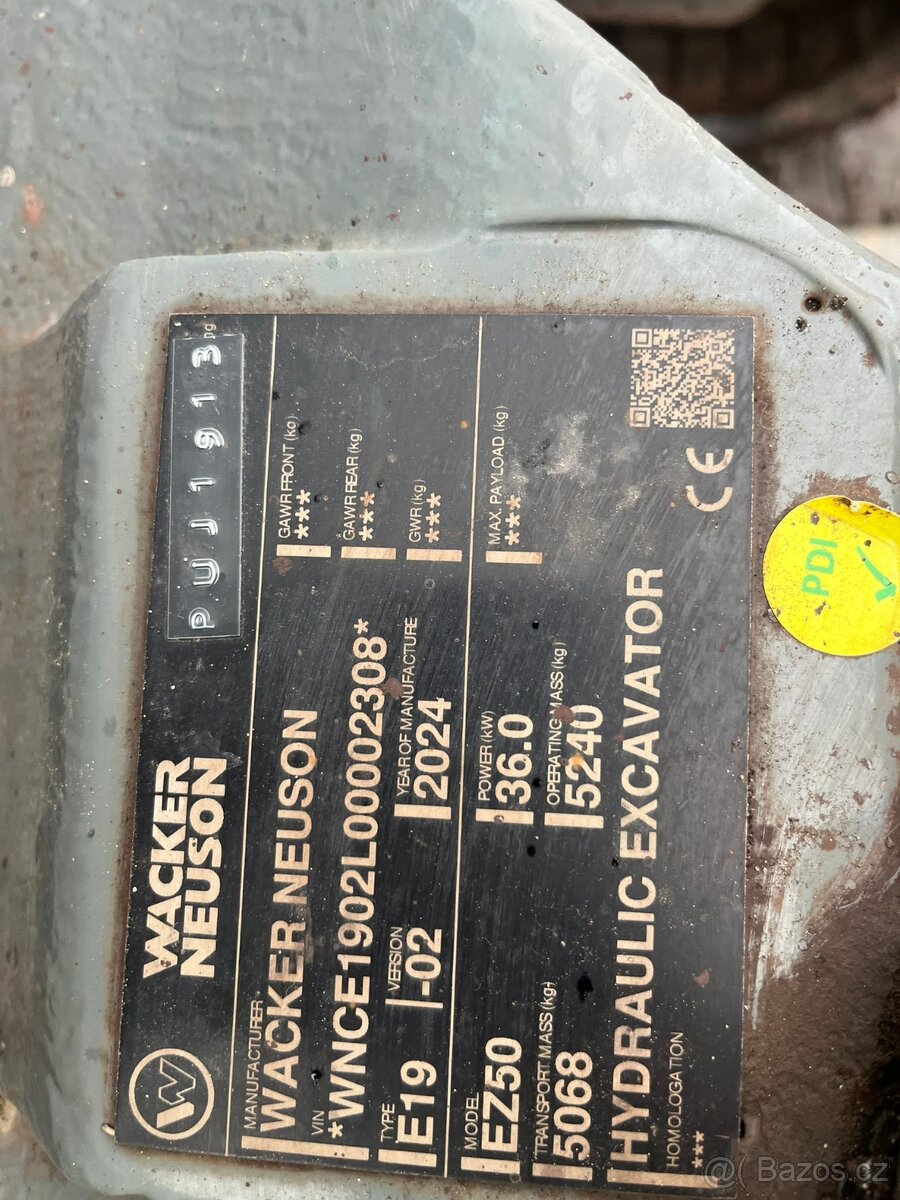 WACKER
NEUSON
PUJ1913
MANUFACTURER
WACKER NEUSON
VIN
*WNCE1902L00002308*
TYPE
E19
VERSION
-02
YEAR OF MANUFACTURE
2024
GAWR FRONT (kg)
***
GAWR REAR (kg)
***
GWR (kg)
***
MODEL
EZ50
POWER (kW)
36.0
MAX. PAYLOAD (kg)
***
TRANSPORT MASS (kg)
5068
OPERATING MASS (kg)
5240
HYDRAULIC EXCAVATOR
HOMOLOGATION
***
CE
PDI
@( Bazos.cz